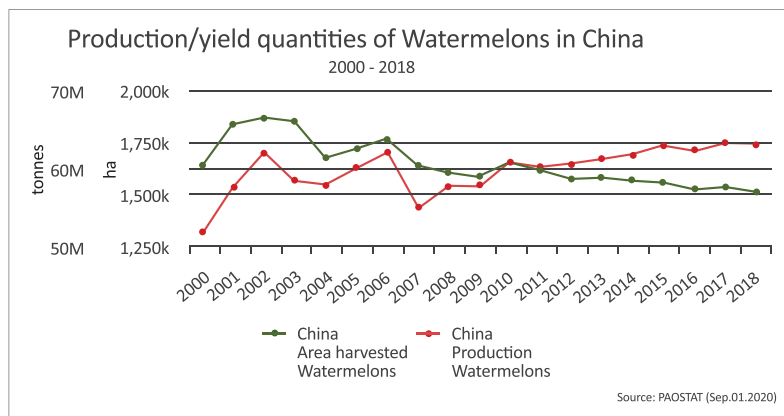 Production/yield quantities of Watermelons in China
2000 - 2018
70M 2,000k
1,750k
60M
1,500k
50M 1,250k
tonnes
ha
2000 2001 2002 2003 2004 2005 2006 2007 2008 2009 2010 2011 2012 2013 2014 2015 2016 2017 2018
China China
Area harvested Production
Watermelons Watermelons
Source: PAOSTAT (Sep.01.2020)